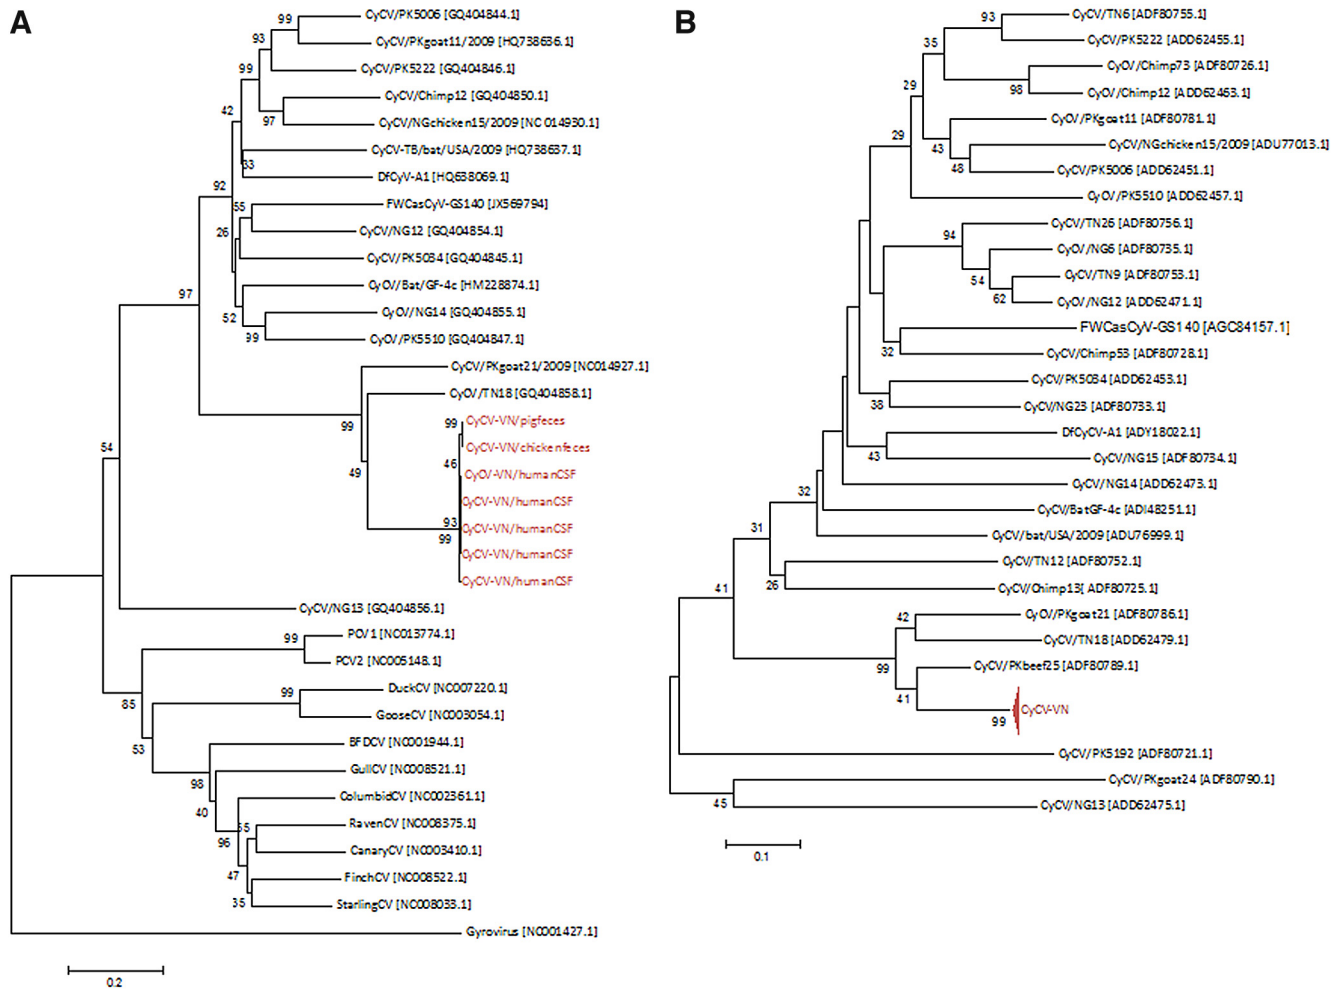 A
99
CyCV/PK5006 [GQ404844.1]
93
CyCV/PKgoat11/2009 [HQ738636.1]
99
CyCV/PK5222 [GQ404846.1]
CyCV/Chimp12 [GQ404850.1]
42
97
CyCV/NGchicken15/2009 [NC014930.1]
CyCV-TB/bat/USA/2009 [HQ738637.1]
33
DfCyV-A1 [HQ638069.1]
92
FWCasCyV-GS140 [JX569794]
55
CyCV/NG12 [GQ404854.1]
26
CyCV/PK5034 [GQ404845.1]
CyCV/Bat/GF-4c [HM228874.1]
97
CyCV/NG14 [GQ404855.1]
52
99
CyCV/PK5510 [GQ404847.1]
CyCV/PKgoat21/2009 [NC014927.1]
CyCV/TN18 [GQ404858.1]
99
99
CyCV-VN/pigfeces
54
CyCV-VN/chickenfeces
46
49
CyCV-VN/humanCSF
CyCV-VN/humanCSF
93
CyCV-VN/humanCSF
99
CyCV-VN/humanCSF
CyCV-VN/humanCSF
CyCV/NG13 [GQ404856.1]
99
PCV1 [NC013774.1]
PCV2 [NC005148.1]
99
DuckCV [NC007220.1]
85
GooseCV [NC003054.1]
53
BFDCV [NC001944.1]
98
GullCV [NC008521.1]
40
ColumbidCV [NC002361.1]
55
RavenCV [NC008375.1]
96
CanaryCV [NC003410.1]
47
FinchCV [NC008522.1]
35
StarlingCV [NC008033.1]
Gyrovirus [NC001427.1]
0.2
B
93
CyCV/TN6 [ADF80755.1]
35
CyCV/PK5222 [ADD62455.1]
CyCV/Chimp73 [ADF80726.1]
29
98
CyCV/Chimp12 [ADD62463.1]
CyCV/PKgoat11 [ADF80781.1]
29
43
CyCV/NGchicken15/2009 [ADU77013.1]
48
CyCV/PK5006 [ADD62451.1]
CyCV/PK5510 [ADD62457.1]
CyCV/TN26 [ADF80756.1]
94
CyCV/NG6 [ADF80735.1]
54
CyCV/TN9 [ADF80753.1]
62
CyCV/NG12 [ADD62471.1]
FWCasCyV-GS140 [AGC84157.1]
32
CyCV/Chimp53 [ADF80728.1]
CyCV/PK5034 [ADD62453.1]
38
CyCV/NG23 [ADF80733.1]
DfCyCV-A1 [ADY18022.1]
43
CyCV/NG15 [ADF80734.1]
CyCV/NG14 [ADD62473.1]
32
CyCV/BatGF-4c [ADI48251.1]
31
CyCV/bat/USA/2009 [ADU76999.1]
CyCV/TN12 [ADF80752.1]
26
CyCV/Chimp13[ ADF80725.1]
41
42
CyCV/PKgoat21 [ADF80786.1]
CyCV/TN18 [ADD62479.1]
99
CyCV/PKbeef25 [ADF80789.1]
41
99
CyCV-VN
CyCV/PK5192 [ADF80721.1]
CyCV/PKgoat24 [ADF80790.1]
45
CyCV/NG13 [ADD62475.1]
0.1